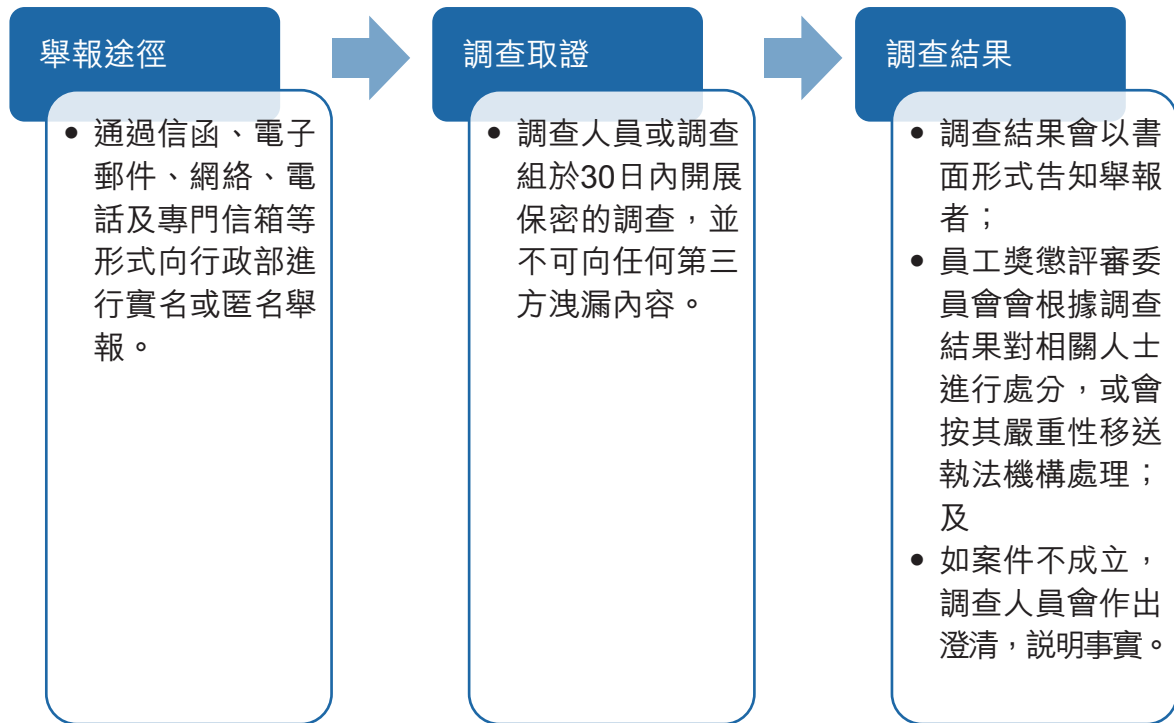 舉報途徑
• 通過信函、電子
郵件、網絡、電
話及專門信箱等
形式向行政部進
行實名或匿名舉
報。
調查取證
• 調查人員或調查
組於30日內開展
保密的調查，並
不可向任何第三
方洩漏內容。
調查結果
• 調查結果會以書
面形式告知舉報
者；
• 員工獎懲評審委
員會會根據調查
結果對相關人士
進行處分，或會
按其嚴重性移送
執法機構處理；
及
• 如案件不成立，
調查人員會作出
澄清，説明事實。